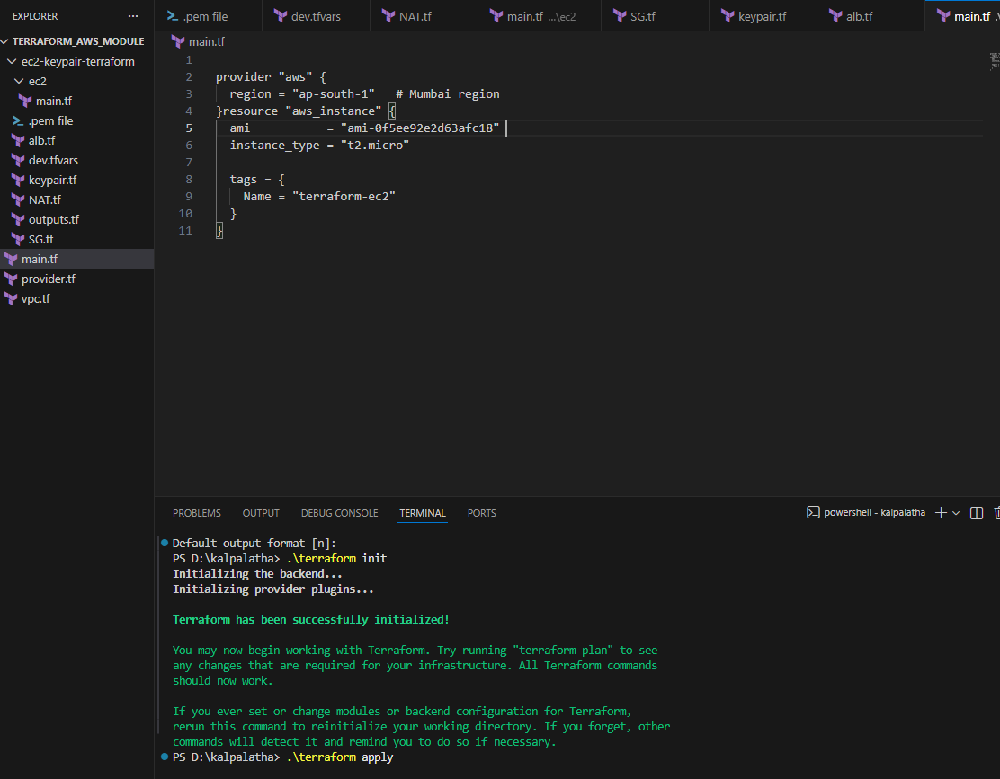 EXPLORER ...
TERRAFORM_AWS_MODULE
ec2-keypair-terraform
ec2
main.tf
.pem file
alb.tf
dev.tfvars
keypair.tf
NAT.tf
outputs.tf
SG.tf
main.tf
provider.tf
vpc.tf
.pem file dev.tfvars NAT.tf main.tf ...\ec2 SG.tf keypair.tf alb.tf main.tf
main.tf
1
2 provider "aws" {
3   region = "ap-south-1"   # Mumbai region
4 }resource "aws_instance" {
5   ami           = "ami-0f5ee92e2d63afc18"
6   instance_type = "t2.micro"
7
8   tags = {
9     Name = "terraform-ec2"
10   }
11 }
PROBLEMS OUTPUT DEBUG CONSOLE TERMINAL PORTS powershell - kalpalatha
Default output format [n]:
PS D:\kalpalatha> .\terraform init
Initializing the backend...
Initializing provider plugins...
Terraform has been successfully initialized!
You may now begin working with Terraform. Try running "terraform plan" to see
any changes that are required for your infrastructure. All Terraform commands
should now work.
If you ever set or change modules or backend configuration for Terraform,
rerun this command to reinitialize your working directory. If you forget, other
commands will detect it and remind you to do so if necessary.
PS D:\kalpalatha> .\terraform apply